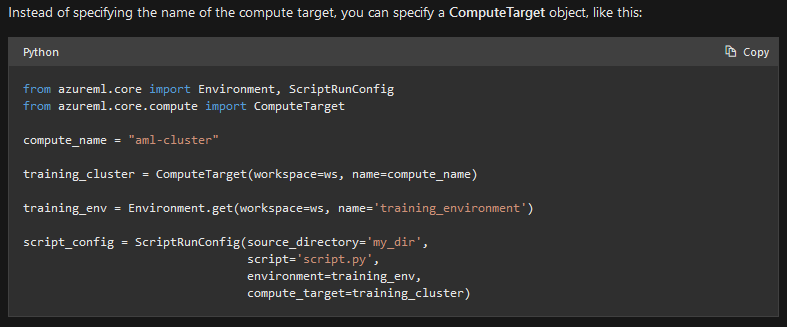 Instead of specifying the name of the compute target, you can specify a ComputeTarget object, like this:
Python
Copy
from azureml.core import Environment, ScriptRunConfig
from azureml.core.compute import ComputeTarget
compute_name = "aml-cluster"
training_cluster = ComputeTarget(workspace=ws, name=compute_name)
training_env = Environment.get(workspace=ws, name='training_environment')
script_config = ScriptRunConfig(source_directory='my_dir',
script='script.py',
environment=training_env,
compute_target=training_cluster)